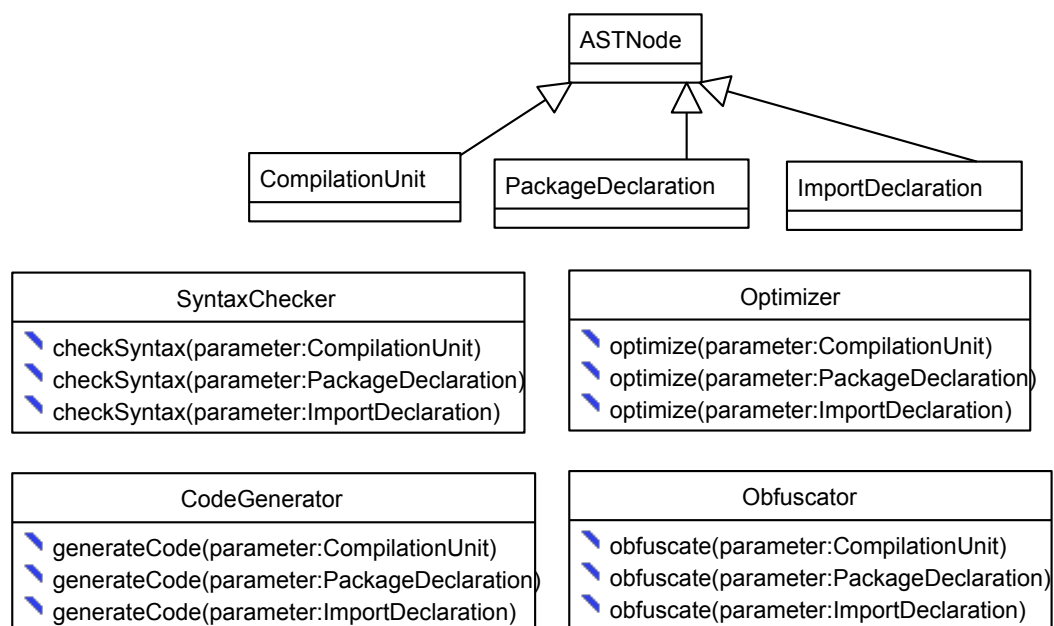 ASTNode
CompilationUnit
PackageDeclaration
ImportDeclaration
SyntaxChecker
checkSyntax(parameter:CompilationUnit)
checkSyntax(parameter:PackageDeclaration)
checkSyntax(parameter:ImportDeclaration)
Optimizer
optimize(parameter:CompilationUnit)
optimize(parameter:PackageDeclaration)
optimize(parameter:ImportDeclaration)
CodeGenerator
generateCode(parameter:CompilationUnit)
generateCode(parameter:PackageDeclaration)
generateCode(parameter:ImportDeclaration)
Obfuscator
obfuscate(parameter:CompilationUnit)
obfuscate(parameter:PackageDeclaration)
obfuscate(parameter:ImportDeclaration)